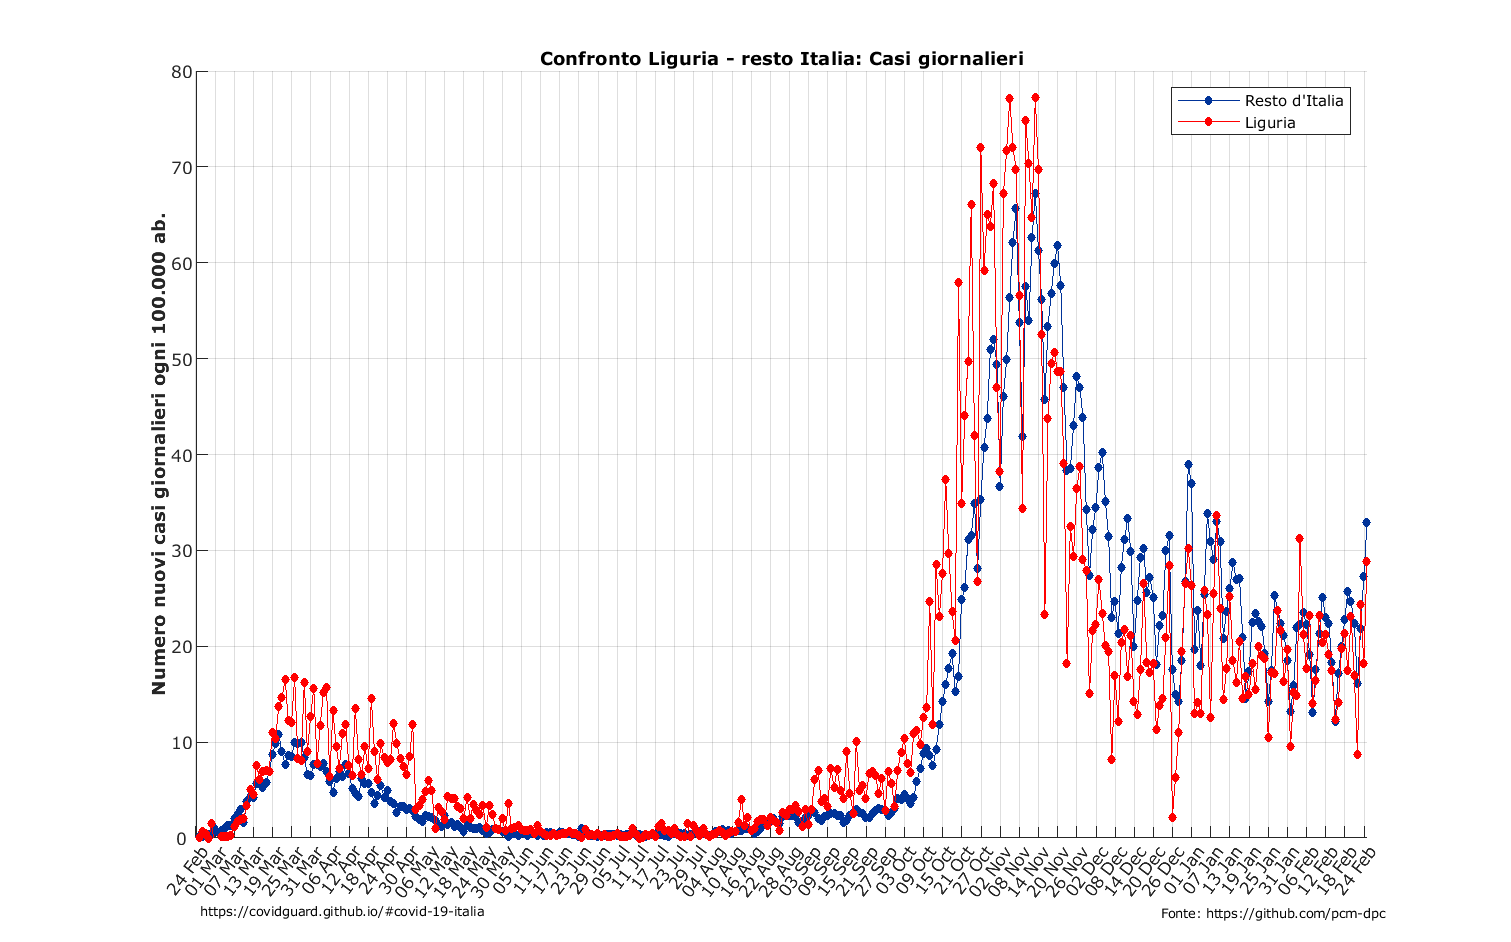 Confronto Liguria - resto Italia: Casi giornalieri
Resto d'Italia
Liguria
Numero nuovi casi giornalieri ogni 100.000 ab.
80
70
60
50
40
30
20
10
0
24 Feb
01 Mar
07 Mar
13 Mar
19 Mar
25 Mar
31 Mar
06 Apr
12 Apr
18 Apr
24 Apr
30 Apr
06 May
12 May
18 May
24 May
30 May
05 Jun
11 Jun
17 Jun
23 Jun
29 Jun
05 Jul
11 Jul
17 Jul
23 Jul
29 Jul
04 Aug
10 Aug
16 Aug
22 Aug
28 Aug
03 Sep
09 Sep
15 Sep
21 Sep
27 Sep
03 Oct
09 Oct
15 Oct
21 Oct
27 Oct
02 Nov
08 Nov
14 Nov
20 Nov
26 Nov
02 Dec
08 Dec
14 Dec
20 Dec
26 Dec
01 Jan
07 Jan
13 Jan
19 Jan
25 Jan
31 Jan
06 Feb
12 Feb
18 Feb
24 Feb
https://covidguard.github.io/#covid-19-italia
Fonte: https://github.com/pcm-dpc